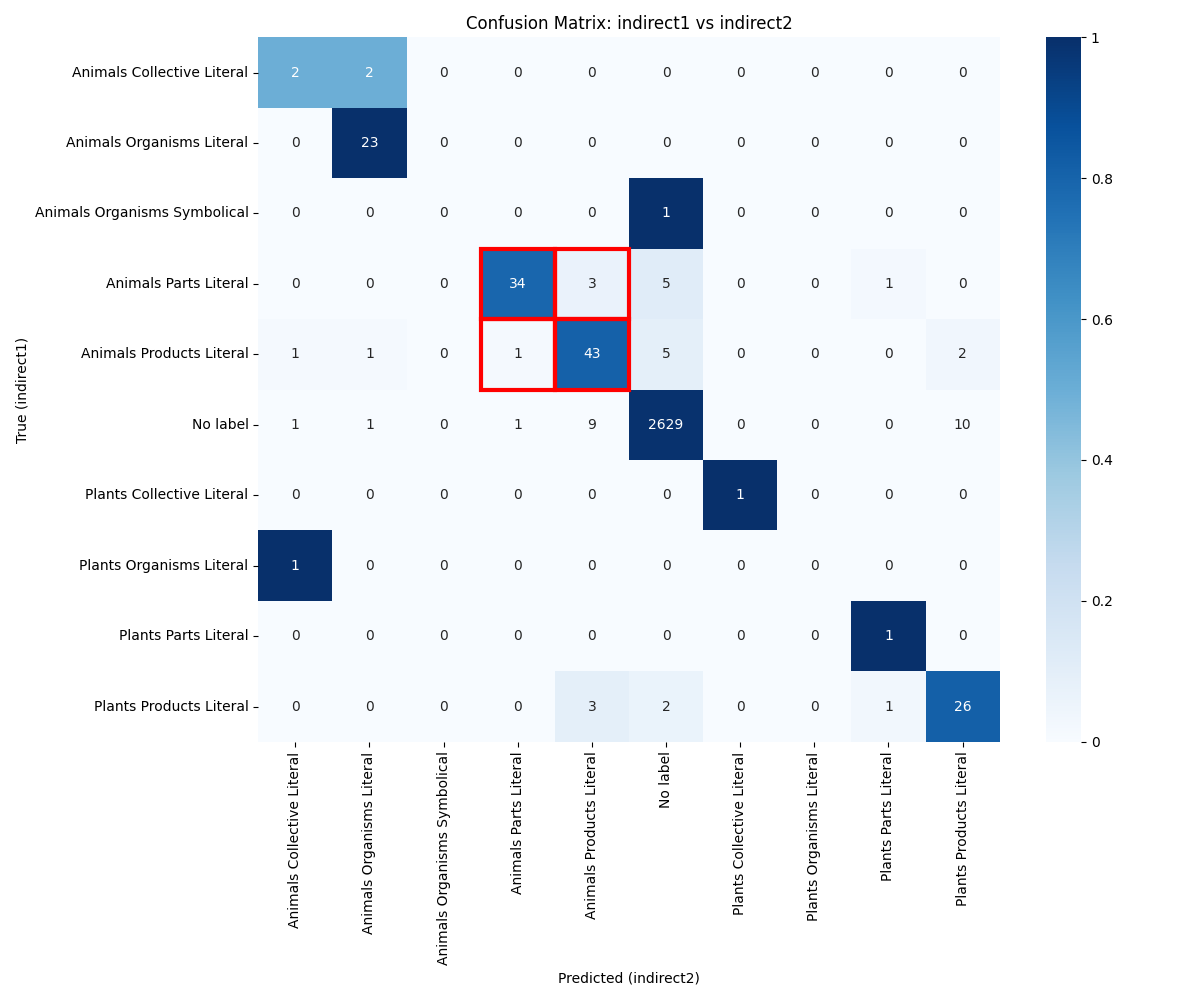 Confusion Matrix: indirect1 vs indirect2
Animals Collective Literal 2 2 0 0 0 0 0 0 0 0
Animals Organisms Literal 0 23 0 0 0 0 0 0 0 0
Animals Organisms Symbolical 0 0 0 0 0 1 0 0 0 0
Animals Parts Literal 0 0 0 34 3 5 0 0 1 0
Animals Products Literal 1 1 0 1 43 5 0 0 0 2
No label 1 1 0 1 9 2629 0 0 0 10
Plants Collective Literal 0 0 0 0 0 0 1 0 0 0
Plants Organisms Literal 1 0 0 0 0 0 0 0 0 0
Plants Parts Literal 0 0 0 0 0 0 0 0 1 0
Plants Products Literal 0 0 0 0 3 2 0 0 1 26
True (indirect1)
Animals Collective Literal
Animals Organisms Literal
Animals Organisms Symbolical
Animals Parts Literal
Animals Products Literal
No label
Plants Collective Literal
Plants Organisms Literal
Plants Parts Literal
Plants Products Literal
Predicted (indirect2)
1
0.8
0.6
0.4
0.2
0